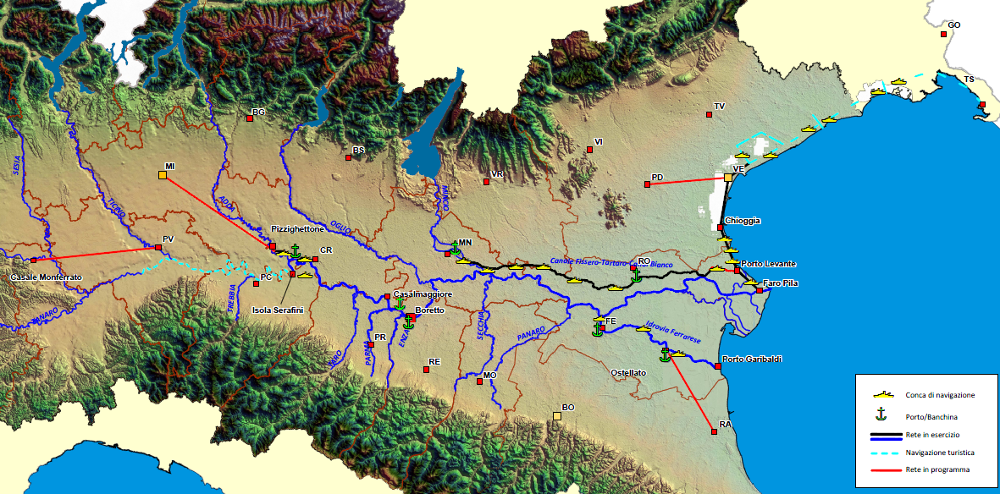 GO
TS
TV
BG
VI
BS
SESIA
MI
VE
VR
PD
MINCIO
TICINO
ADDA
Chioggia
OGLIO
Pizzighettone
PV
MN
CR
RO
Canale Fissero-Tartaro-
Bianco
Porto Levante
Casale Monferrato
PC
Faro Pila
TREBBIA
Casalmaggiore
Isola Serafini
Boretto
TANARO
FE
SECCHIA
PANARO
Idrovia Ferrarese
PR
ENZA
PARMA
TARO
Porto Garibaldi
RE
MO
Ostellato
BO
RA
Conca di navigazione
Porto/Banchina
Rete in esercizio
Navigazione turistica
Rete in programma